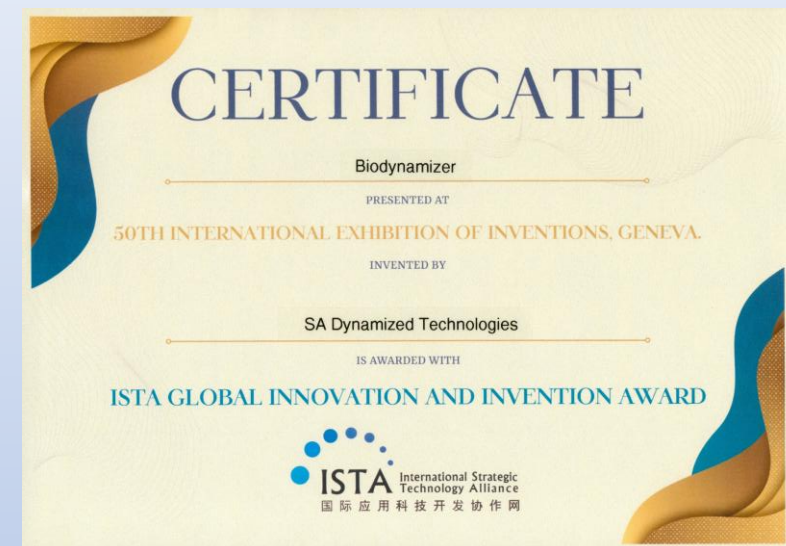 CERTIFICATE
Biodynamizer
PRESENTED AT
50TH INTERNATIONAL EXHIBITION OF INVENTIONS, GENEVA.
INVENTED BY
SA Dynamized Technologies
IS AWARDED WITH
ISTA GLOBAL INNOVATION AND INVENTION AWARD
ISTA International Strategic
Technology Alliance
国际应用科技开发协作网